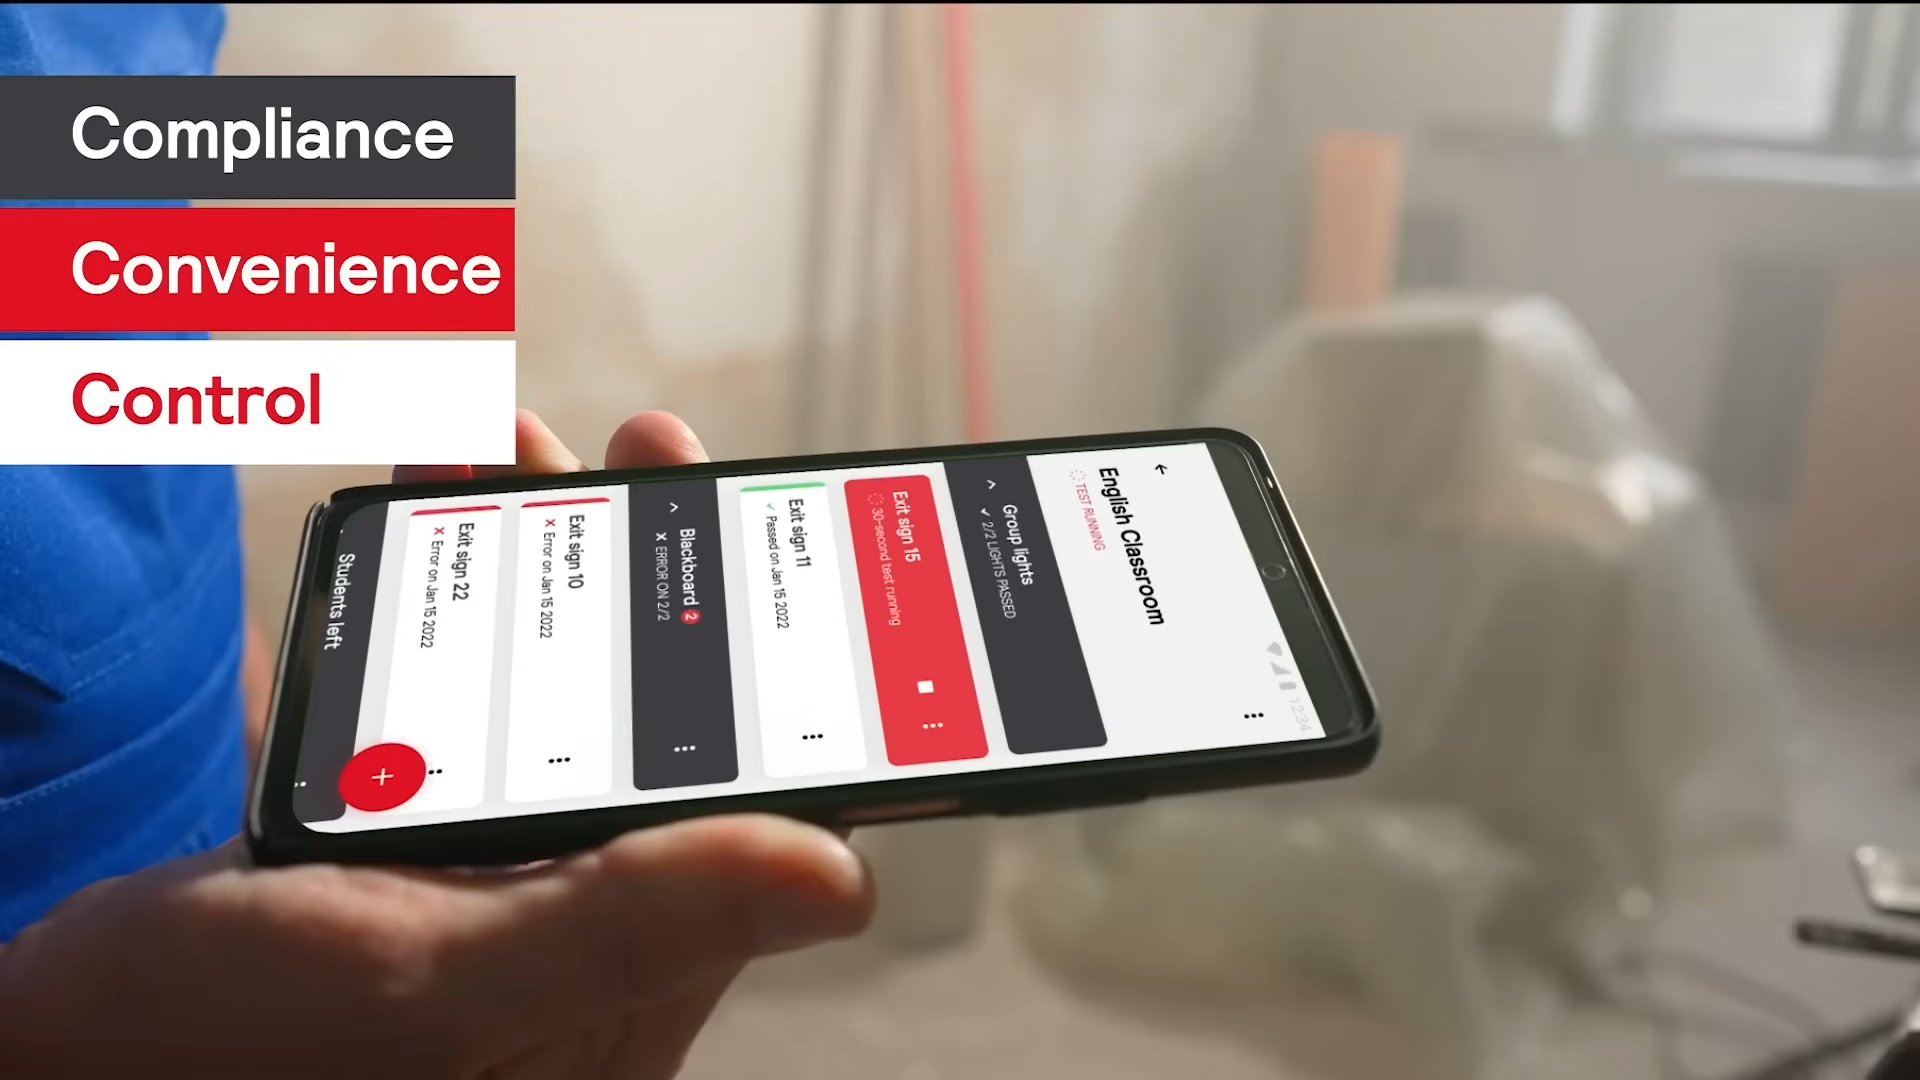 Compliance
Convenience
Control
12:34
English Classroom
TEST RUNNING
Group lights
2/2 LIGHTS PASSED
Exit sign 15
30-second test running
Exit sign 11
Passed on Jan 15 2022
Blackboard 2
ERROR ON 2/2
Exit sign 10
Error on Jan 15 2022
Exit sign 22
Error on Jan 15 2022
Students left